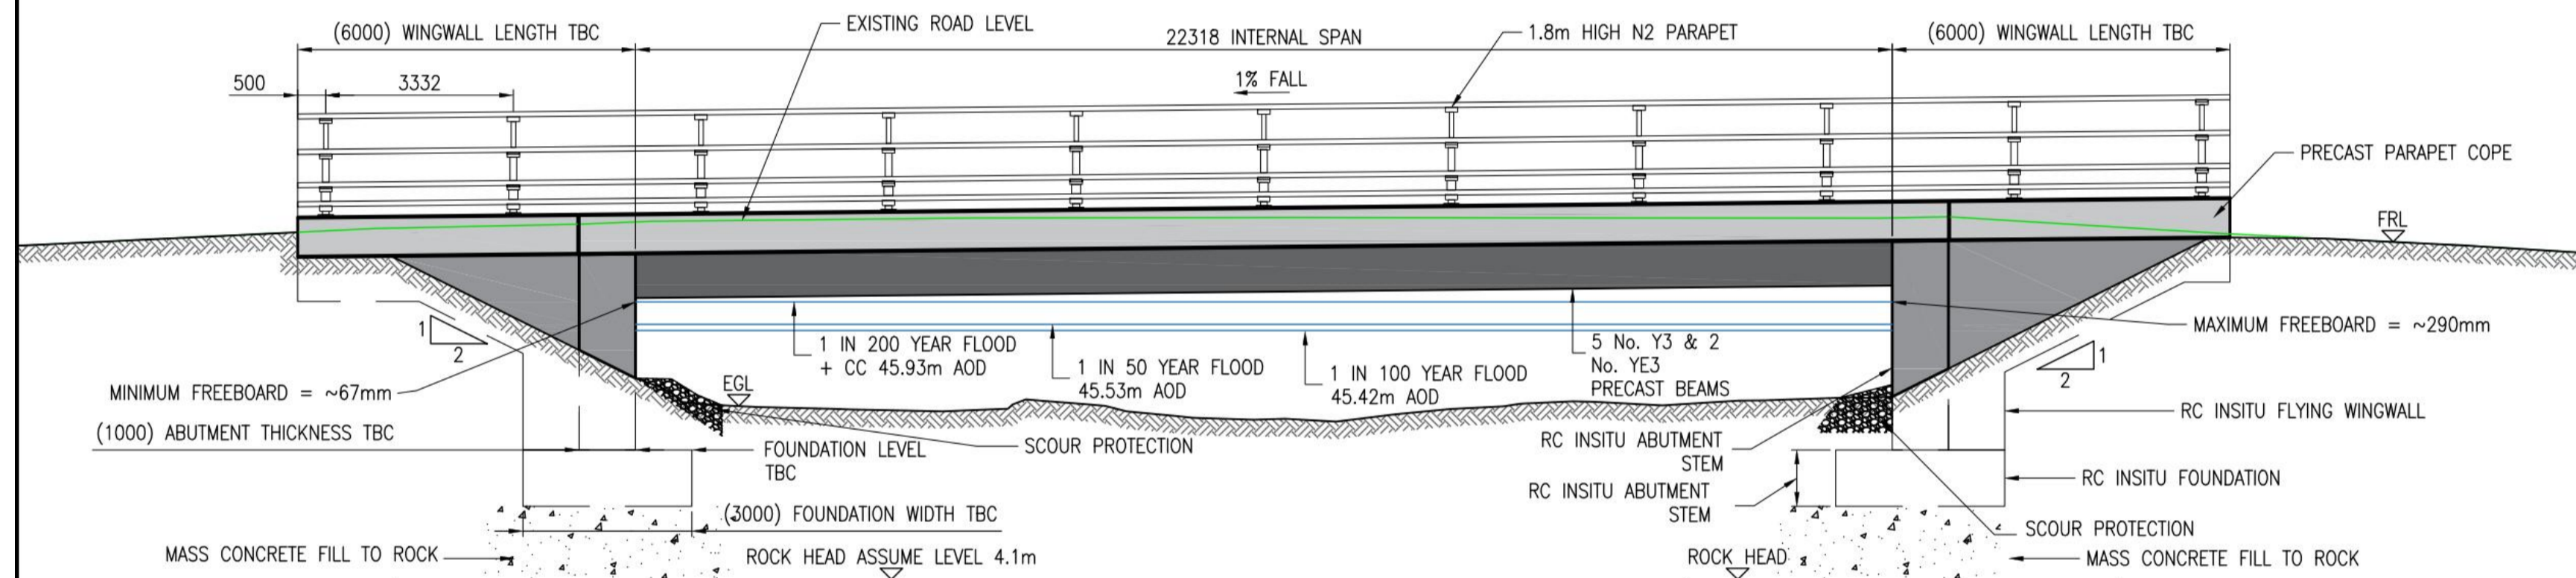 (6000) WINGWALL LENGTH TBC
EXISTING ROAD LEVEL
22318 INTERNAL SPAN
1.8m HIGH N2 PARAPET
(6000) WINGWALL LENGTH TBC
500
3332
1% FALL
PRECAST PARAPET COPE
FRL
1
2
1 IN 200 YEAR FLOOD
+ CC 45.93m AOD
1 IN 50 YEAR FLOOD
45.53m AOD
1 IN 100 YEAR FLOOD
45.42m AOD
5 No. Y3 & 2
No. YE3
PRECAST BEAMS
MAXIMUM FREEBOARD = ~290mm
1
2
MINIMUM FREEBOARD = ~67mm
EGL
(1000) ABUTMENT THICKNESS TBC
FOUNDATION LEVEL
TBC
SCOUR PROTECTION
RC INSITU ABUTMENT
STEM
RC INSITU FLYING WINGWALL
RC INSITU ABUTMENT
STEM
RC INSITU FOUNDATION
(3000) FOUNDATION WIDTH TBC
SCOUR PROTECTION
MASS CONCRETE FILL TO ROCK
ROCK HEAD ASSUME LEVEL 4.1m
ROCK HEAD
MASS CONCRETE FILL TO ROCK